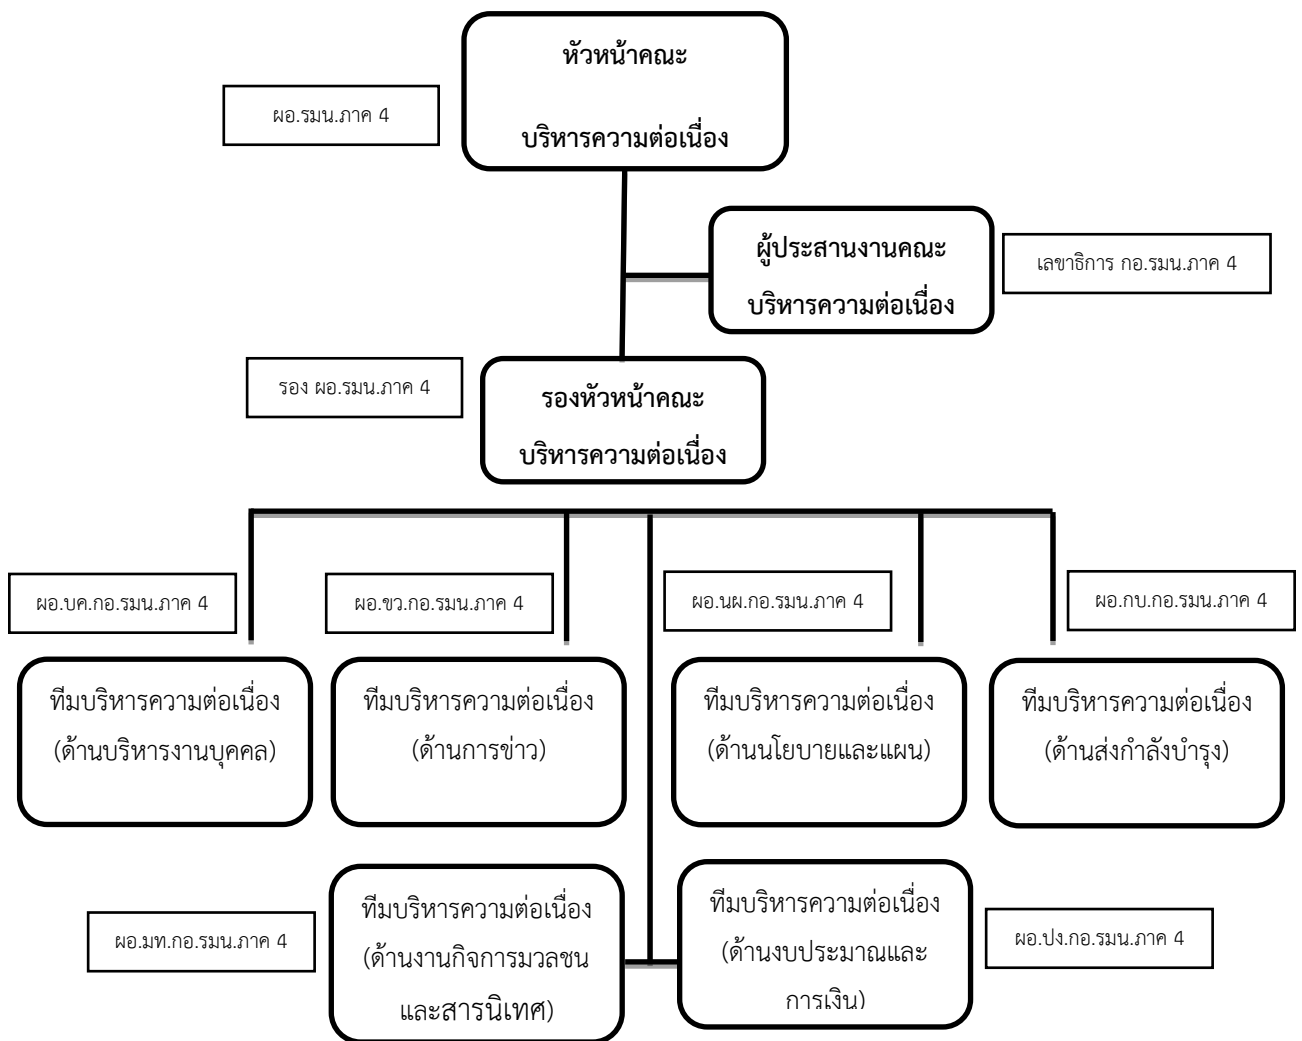 หัวหน้าคณะ
บริหารความต่อเนื่อง
ผอ.รมน.ภาค 4
ผู้ประสานงานคณะ
บริหารความต่อเนื่อง
เลขาธิการ กอ.รมน.ภาค 4
รอง ผอ.รมน.ภาค 4
รองหัวหน้าคณะ
บริหารความต่อเนื่อง
ผอ.บค.กอ.รมน.ภาค 4
ผอ.ขว.กอ.รมน.ภาค 4
ผอ.นผ.กอ.รมน.ภาค 4
ผอ.กบ.กอ.รมน.ภาค 4
ทีมบริหารความต่อเนื่อง
(ด้านบริหารงานบุคคล)
ทีมบริหารความต่อเนื่อง
(ด้านการข่าว)
ทีมบริหารความต่อเนื่อง
(ด้านนโยบายและแผน)
ทีมบริหารความต่อเนื่อง
(ด้านส่งกำลังบำรุง)
ผอ.มท.กอ.รมน.ภาค 4
ทีมบริหารความต่อเนื่อง
(ด้านงานกิจการมวลชน
และสารนิเทศ)
ทีมบริหารความต่อเนื่อง
(ด้านงบประมาณและ
การเงิน)
ผอ.ปง.กอ.รมน.ภาค 4